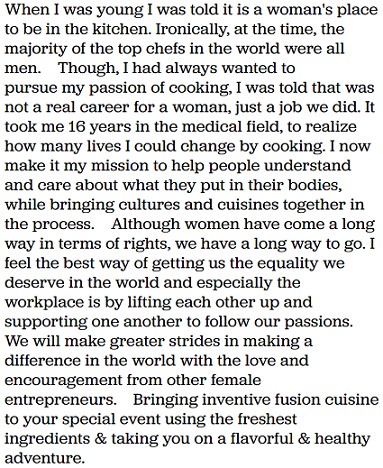 When I was young I was told it is a woman's place
to be in the kitchen. Ironically, at the time, the
majority of the top chefs in the world were all
men.    Though, I had always wanted to
pursue my passion of cooking, I was told that was
not a real career for a woman, just a job we did. It
took me 16 years in the medical field, to realize
how many lives I could change by cooking. I now
make it my mission to help people understand
and care about what they put in their bodies,
while bringing cultures and cuisines together in
the process.    Although women have come a long
way in terms of rights, we have a long way to go. I
feel the best way of getting us the equality we
deserve in the world and especially the
workplace is by lifting each other up and
supporting one another to follow our passions.
We will make greater strides in making a
difference in the world with the love and
encouragement from other female
entrepreneurs.    Bringing inventive fusion cuisine
to your special event using the freshest
ingredients & taking you on a flavorful & healthy
adventure.